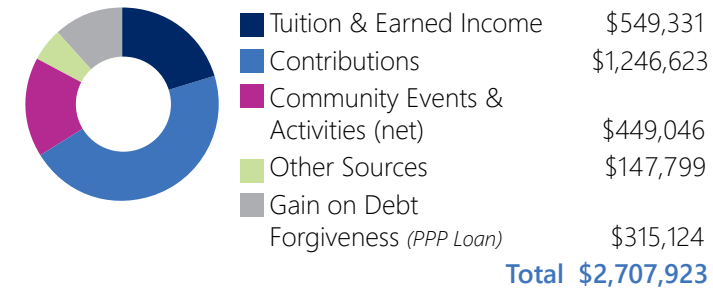 Tuition & Earned Income $549,331
Contributions $1,246,623
Community Events &
Activities (net) $449,046
Other Sources $147,799
Gain on Debt
Forgiveness (PPP Loan) $315,124
Total $2,707,923